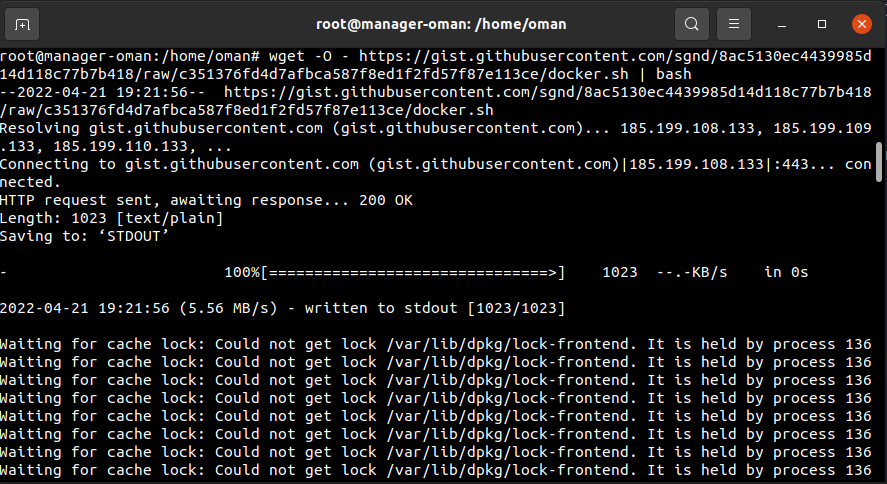 root@manager-oman: /home/oman
root@manager-oman:/home/oman# wget -O - https://gist.githubusercontent.com/sgnd/8ac5130ec4439985d
14d118c77b7b418/raw/c351376fd4d7afbca587f8ed1f2fd57f87e113ce/docker.sh | bash
--2022-04-21 19:21:56--  https://gist.githubusercontent.com/sgnd/8ac5130ec4439985d14d118c77b7b418
/raw/c351376fd4d7afbca587f8ed1f2fd57f87e113ce/docker.sh
Resolving gist.githubusercontent.com (gist.githubusercontent.com)... 185.199.108.133, 185.199.109
.133, 185.199.110.133, ...
Connecting to gist.githubusercontent.com (gist.githubusercontent.com)|185.199.108.133|:443... con
nected.
HTTP request sent, awaiting response... 200 OK
Length: 1023 [text/plain]
Saving to: ‘STDOUT’
-                        100%[===============================>]    1023  --.-KB/s    in 0s
2022-04-21 19:21:56 (5.56 MB/s) - written to stdout [1023/1023]
Waiting for cache lock: Could not get lock /var/lib/dpkg/lock-frontend. It is held by process 136
Waiting for cache lock: Could not get lock /var/lib/dpkg/lock-frontend. It is held by process 136
Waiting for cache lock: Could not get lock /var/lib/dpkg/lock-frontend. It is held by process 136
Waiting for cache lock: Could not get lock /var/lib/dpkg/lock-frontend. It is held by process 136
Waiting for cache lock: Could not get lock /var/lib/dpkg/lock-frontend. It is held by process 136
Waiting for cache lock: Could not get lock /var/lib/dpkg/lock-frontend. It is held by process 136
Waiting for cache lock: Could not get lock /var/lib/dpkg/lock-frontend. It is held by process 136
Waiting for cache lock: Could not get lock /var/lib/dpkg/lock-frontend. It is held by process 136